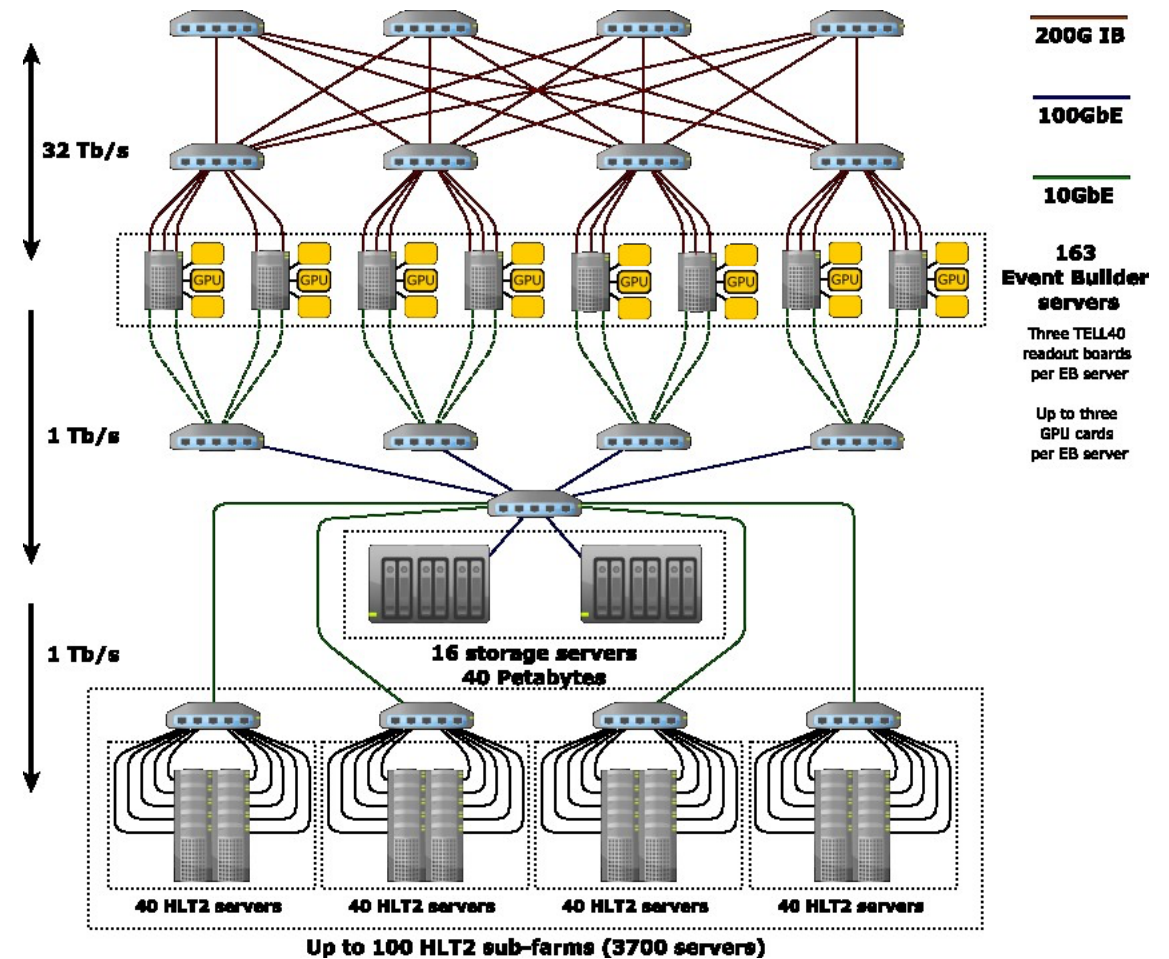 200G IB
100GbE
32 Tb/s
10GbE
163
Event Builder
servers
GPU
GPU
GPU
GPU
GPU
GPU
GPU
GPU
Three TELL40
readout boards
per EB server
Up to three
GPU cards
per EB server
1 Tb/s
16 storage servers
40 Petabytes
1 Tb/s
40 HLT2 servers
40 HLT2 servers
40 HLT2 servers
40 HLT2 servers
Up to 100 HLT2 sub-farms (3700 servers)